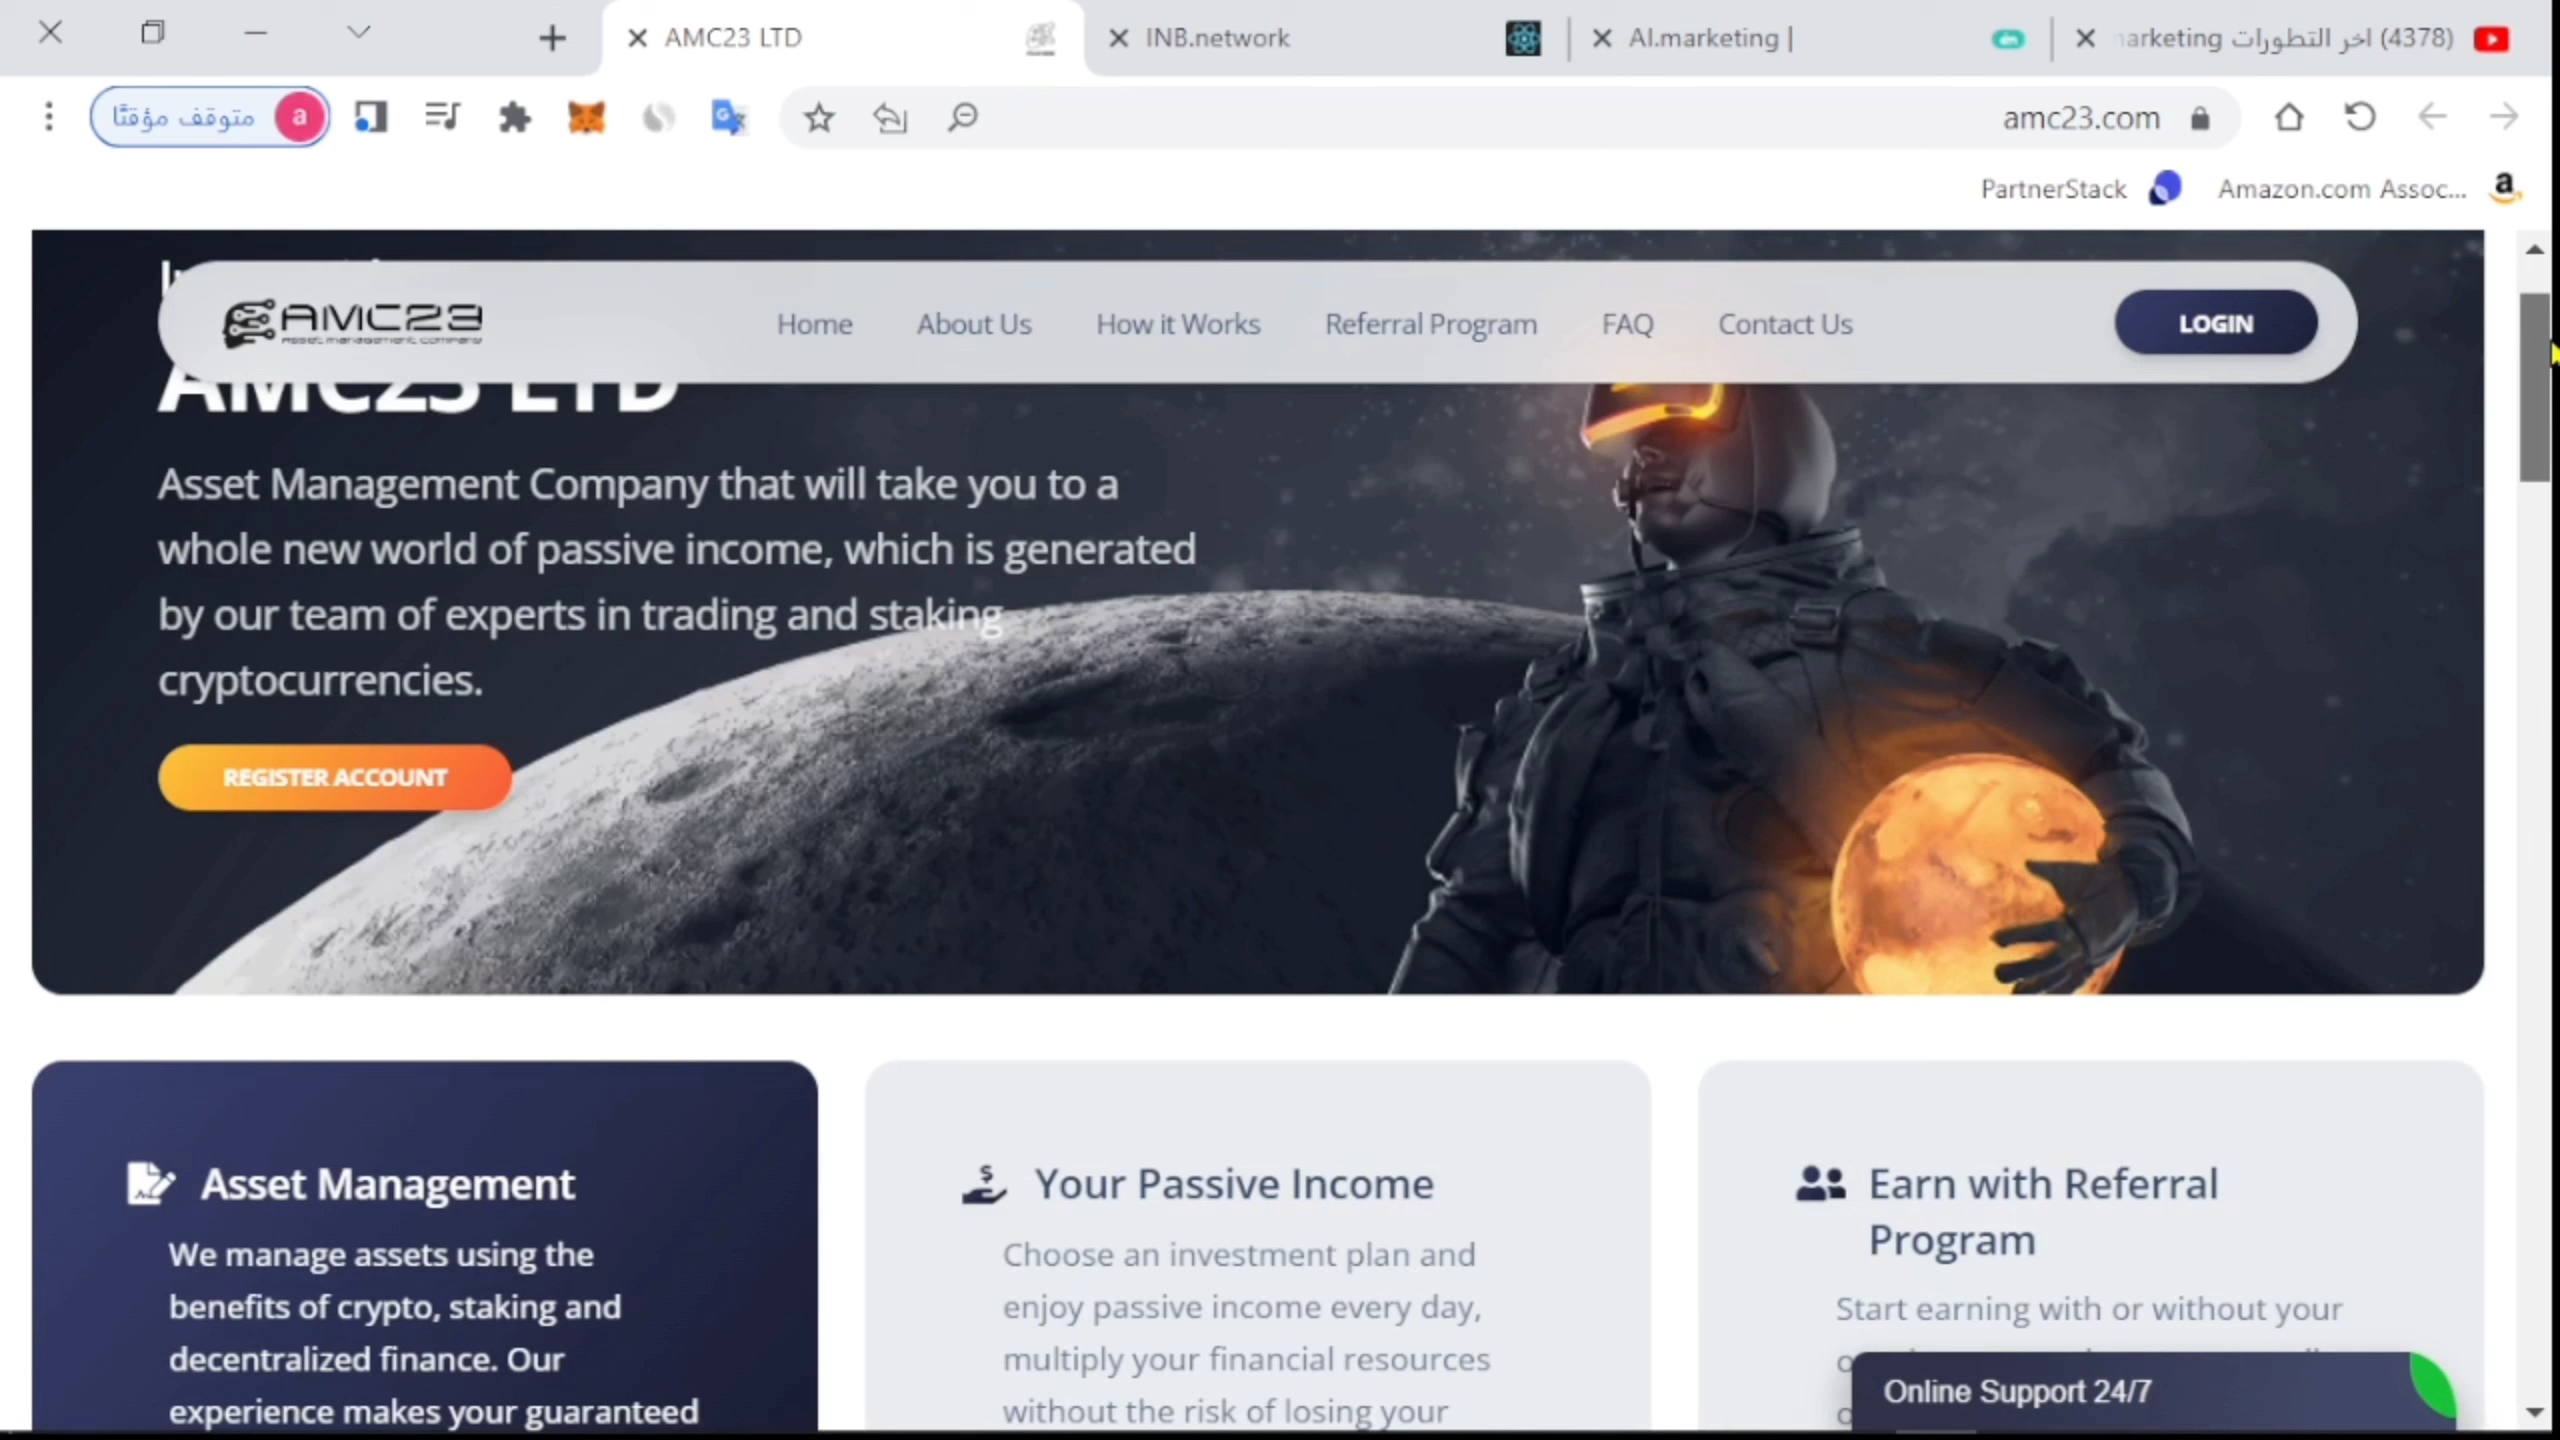 AMC23 LTD
INB.network
AI.marketing |
arketing اخر التطورات (4378)
متوقف مؤقتًا
a
amc23.com
PartnerStack
Amazon.com Assoc...
AMC23
Asset management company
Home
About Us
How it Works
Referral Program
FAQ
Contact Us
LOGIN
AMC23 LTD
Asset Management Company that will take you to a
whole new world of passive income, which is generated
by our team of experts in trading and staking
cryptocurrencies.
REGISTER ACCOUNT
Asset Management
We manage assets using the
benefits of crypto, staking and
decentralized finance. Our
experience makes your guaranteed
Your Passive Income
Choose an investment plan and
enjoy passive income every day,
multiply your financial resources
without the risk of losing your
Earn with Referral
Program
Start earning with or without your
Online Support 24/7